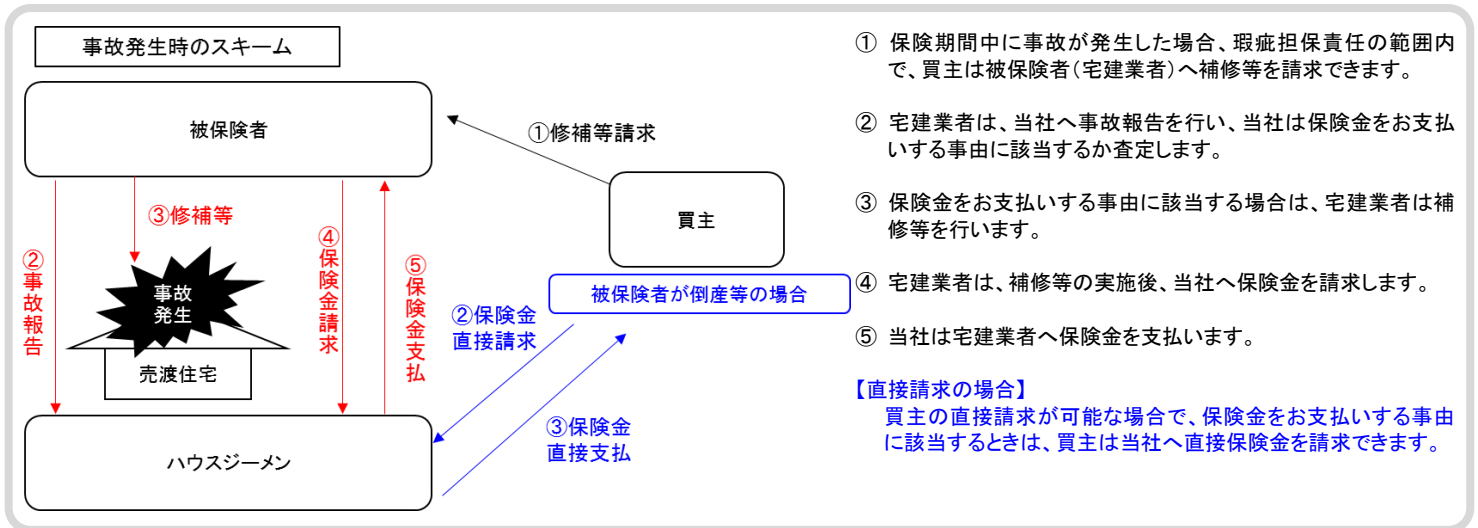 事故発生時のスキーム
被保険者
①修補等請求
買主
③修補等
②事故報告
事故
発生
売渡住宅
④保険金請求
⑤保険金支払
被保険者が倒産等の場合
②保険金
直接請求
③保険金
直接支払
ハウスジーメン
① 保険期間中に事故が発生した場合、瑕疵担保責任の範囲内
で、買主は被保険者(宅建業者)へ補修等を請求できます。
② 宅建業者は、当社へ事故報告を行い、当社は保険金をお支払
いする事由に該当するか査定します。
③ 保険金をお支払いする事由に該当する場合は、宅建業者は補
修等を行います。
④ 宅建業者は、補修等の実施後、当社へ保険金を請求します。
⑤ 当社は宅建業者へ保険金を支払います。
【直接請求の場合】
買主の直接請求が可能な場合で、保険金をお支払いする事由
に該当するときは、買主は当社へ直接保険金を請求できます。